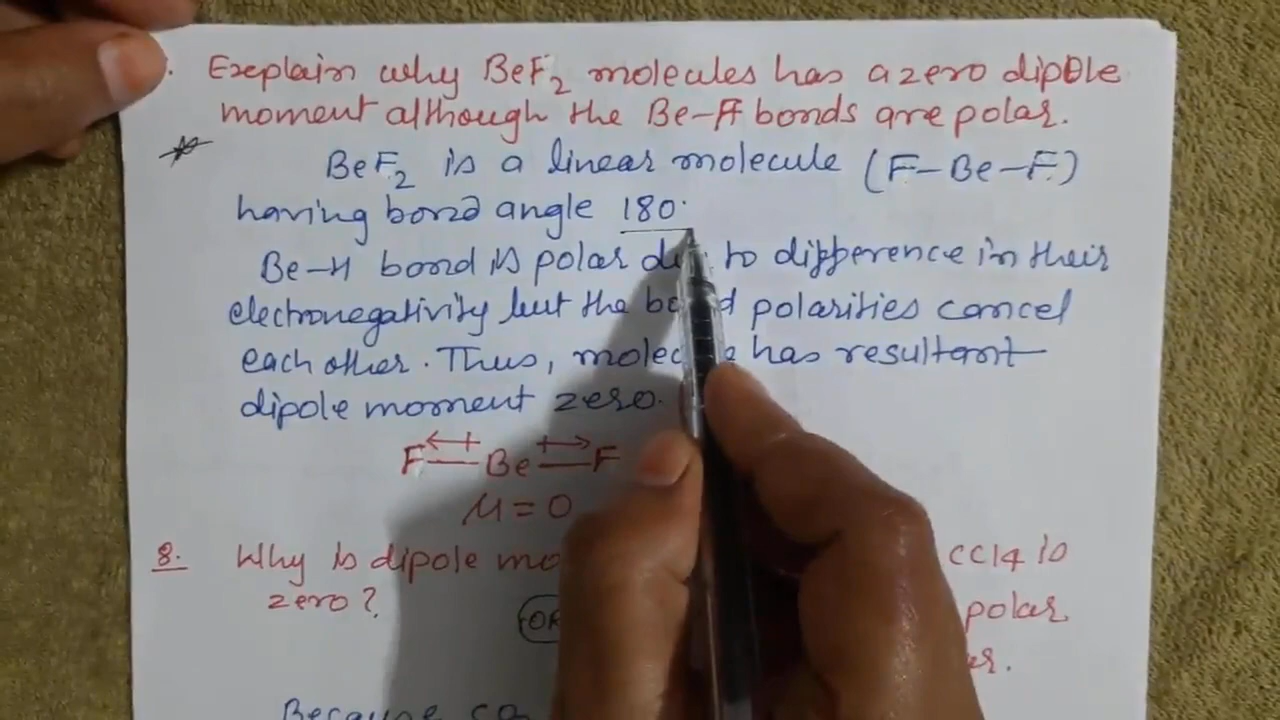 Explain why BeF2 molecules has a zero dipole
moment although the Be-F bonds are polar.
BeF2 is a linear molecule (F-Be-F)
having bond angle 180°
Be-H bond is polar to difference in their
electronegativity but the polarities cancel
each other. Thus, has resultant
dipole moment zero.
F-Be-F
μ=0
8. Why is dipole CCl4 is
zero? OR polar
Because